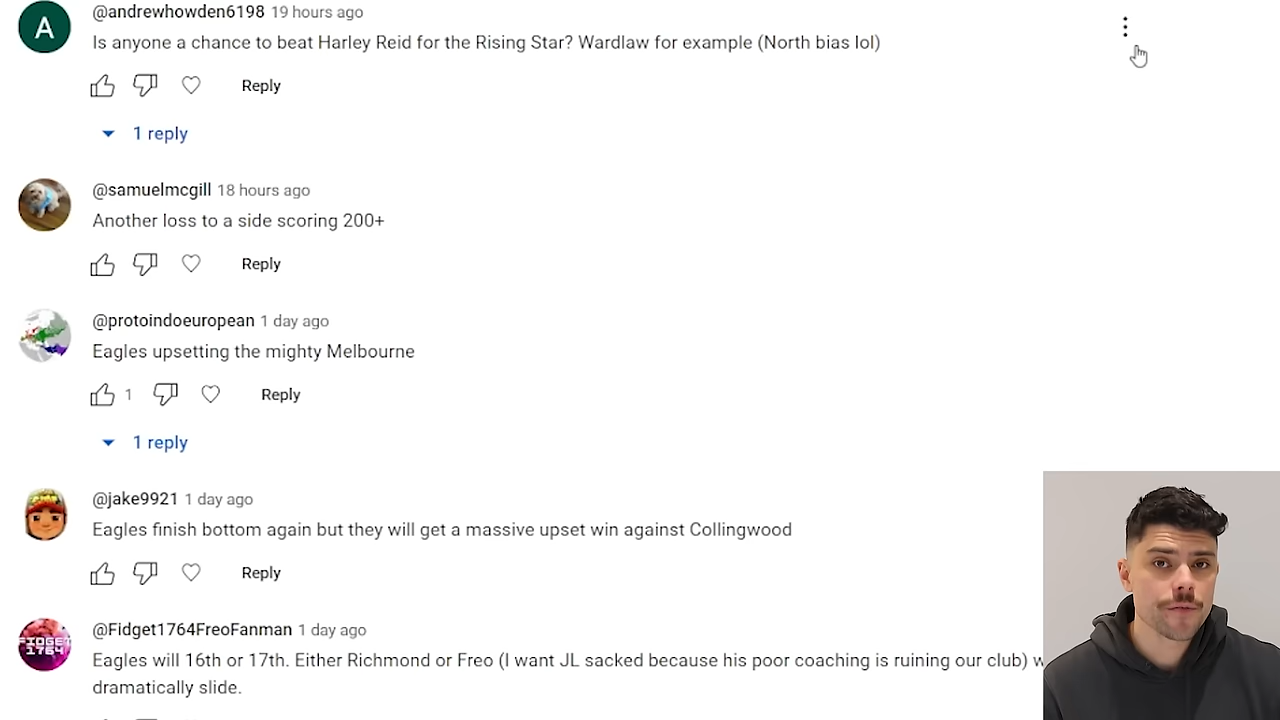 A
@andrewhowden6198 19 hours ago
Is anyone a chance to beat Harley Reid for the Rising Star? Wardlaw for example (North bias lol)
Reply
1 reply
@samuelmcgill 18 hours ago
Another loss to a side scoring 200+
Reply
@protoindoeuropean 1 day ago
Eagles upsetting the mighty Melbourne
1 Reply
1 reply
@jake9921 1 day ago
Eagles finish bottom again but they will get a massive upset win against Collingwood
Reply
FIDGET
1764
@Fidget1764FreoFanman 1 day ago
Eagles will 16th or 17th. Either Richmond or Freo (I want JL sacked because his poor coaching is ruining our club)
dramatically slide.